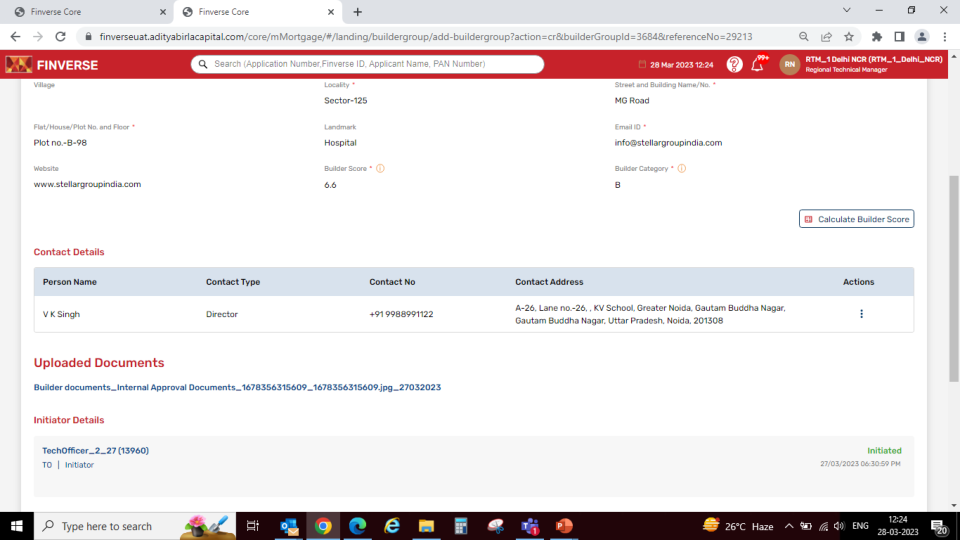 Finverse Core
Finverse Core
finverseuat.adityabirlacapital.com/core/mMortgage/#/landing/buildergroup/add-buildergroup?action=cr&builderGroupId=3684&referenceNo=29213
FINVERSE
Search (Application Number,Finverse ID, Applicant Name, PAN Number)
28 Mar 2023 12:24
99+
RN
RTM_1 Delhi NCR (RTM_1_Delhi_NCR)
Regional Technical Manager
Village
Locality *
Street and Building Name/No. *
Sector-125
MG Road
Flat/House/Plot No. and Floor *
Landmark
Email ID *
Plot no.-B-98
Hospital
info@stellargroupindia.com
Website
Builder Score *
Builder Category *
www.stellargroupindia.com
6.6
B
Calculate Builder Score
Contact Details
Person Name
Contact Type
Contact No
Contact Address
Actions
V K Singh
Director
+91 9988991122
A-26, Lane no.-26, , KV School, Greater Noida, Gautam Buddha Nagar,
Gautam Buddha Nagar, Uttar Pradesh, Noida, 201308
Uploaded Documents
Builder documents_Internal Approval Documents_1678356315609_1678356315609.jpg_27032023
Initiator Details
TechOfficer_2_27 (13960)
Initiated
TO | Initiator
27/03/2023 06:30:59 PM
Type here to search
26°C Haze
ENG
12:24
28-03-2023
20